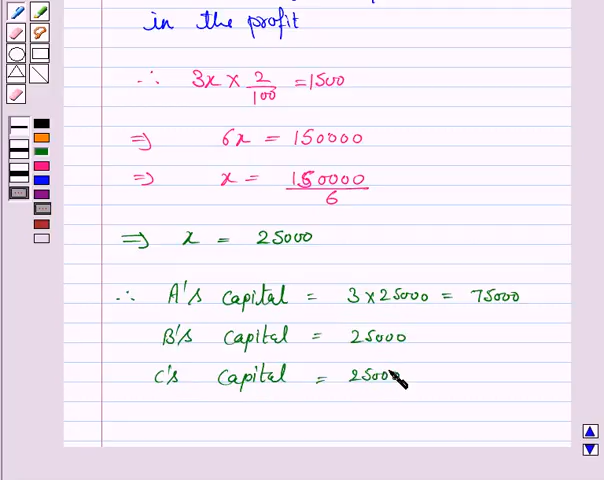 in the profit
∴ 3x × 2/100 = 1500
⇒ 6x = 150000
⇒ x = 150000/6
⇒ x = 25000
∴ A's Capital = 3 × 25000 = 75000
B's Capital = 25000
C's Capital = 25000